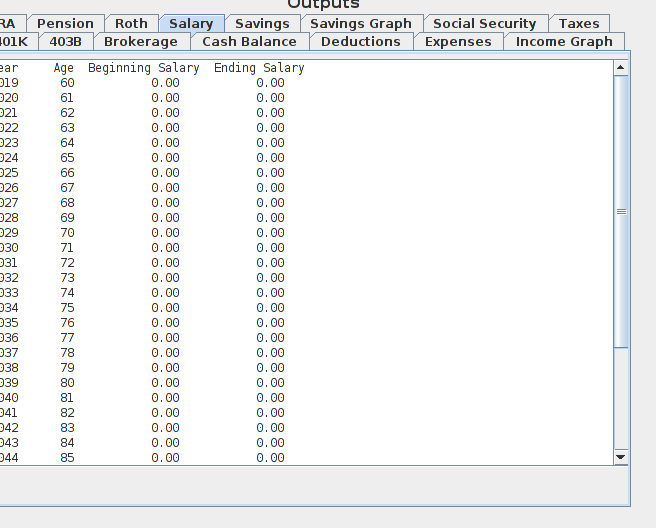 Outputs
RA Pension Roth Salary Savings Savings Graph Social Security Taxes
401K 403B Brokerage Cash Balance Deductions Expenses Income Graph
ear Age Beginning Salary Ending Salary
019 60 0.00 0.00
020 61 0.00 0.00
021 62 0.00 0.00
022 63 0.00 0.00
023 64 0.00 0.00
024 65 0.00 0.00
025 66 0.00 0.00
026 67 0.00 0.00
027 68 0.00 0.00
028 69 0.00 0.00
029 70 0.00 0.00
030 71 0.00 0.00
031 72 0.00 0.00
032 73 0.00 0.00
033 74 0.00 0.00
034 75 0.00 0.00
035 76 0.00 0.00
036 77 0.00 0.00
037 78 0.00 0.00
038 79 0.00 0.00
039 80 0.00 0.00
040 81 0.00 0.00
041 82 0.00 0.00
042 83 0.00 0.00
043 84 0.00 0.00
044 85 0.00 0.00